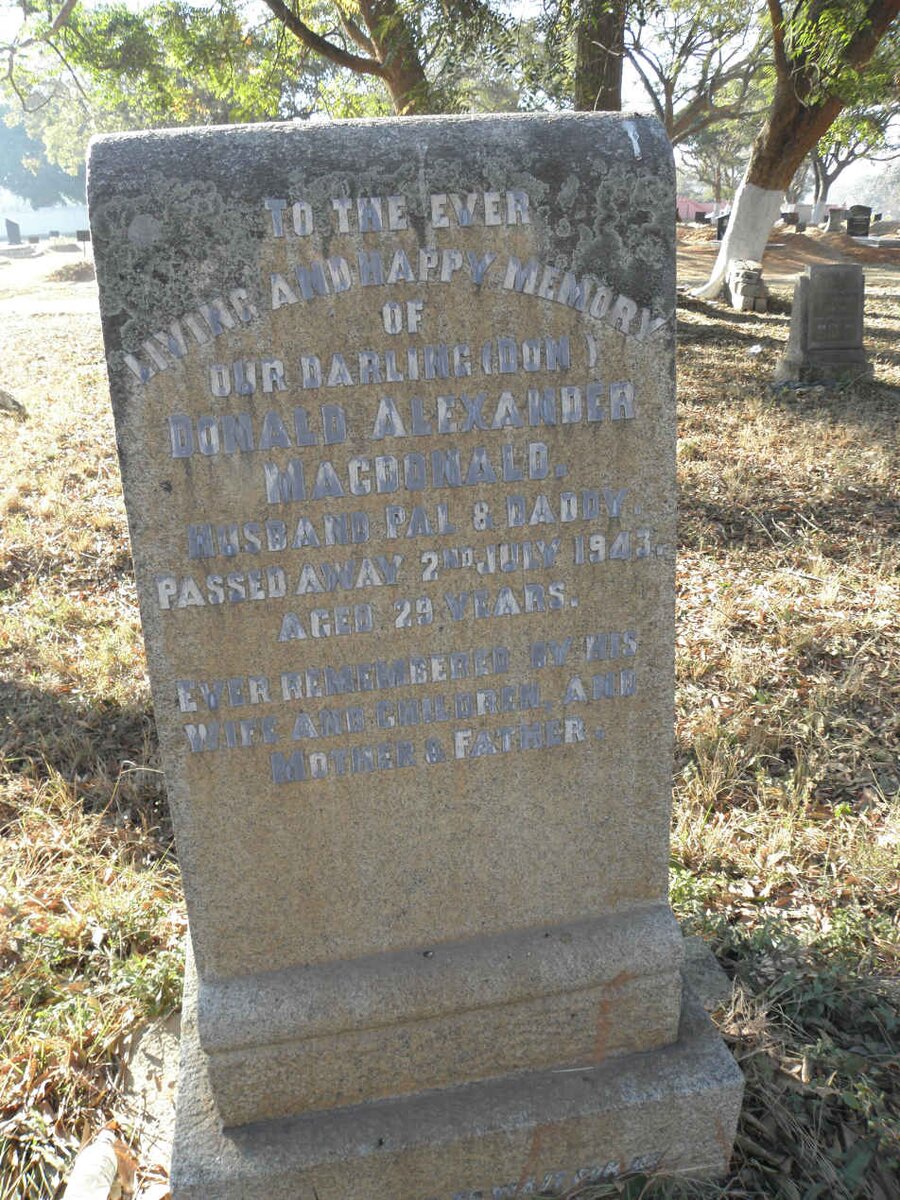 TO THE EVER
LIVING AND HAPPY MEMORY
OF
OUR DARLING (DON)
DONALD ALEXANDER
MACDONALD.
HUSBAND PAL & DADDY.
PASSED AWAY 2ND JULY 1943.
AGED 29 YEARS.
EVER REMEMBERED BY HIS
WIFE AND CHILDREN, AND
MOTHER & FATHER.